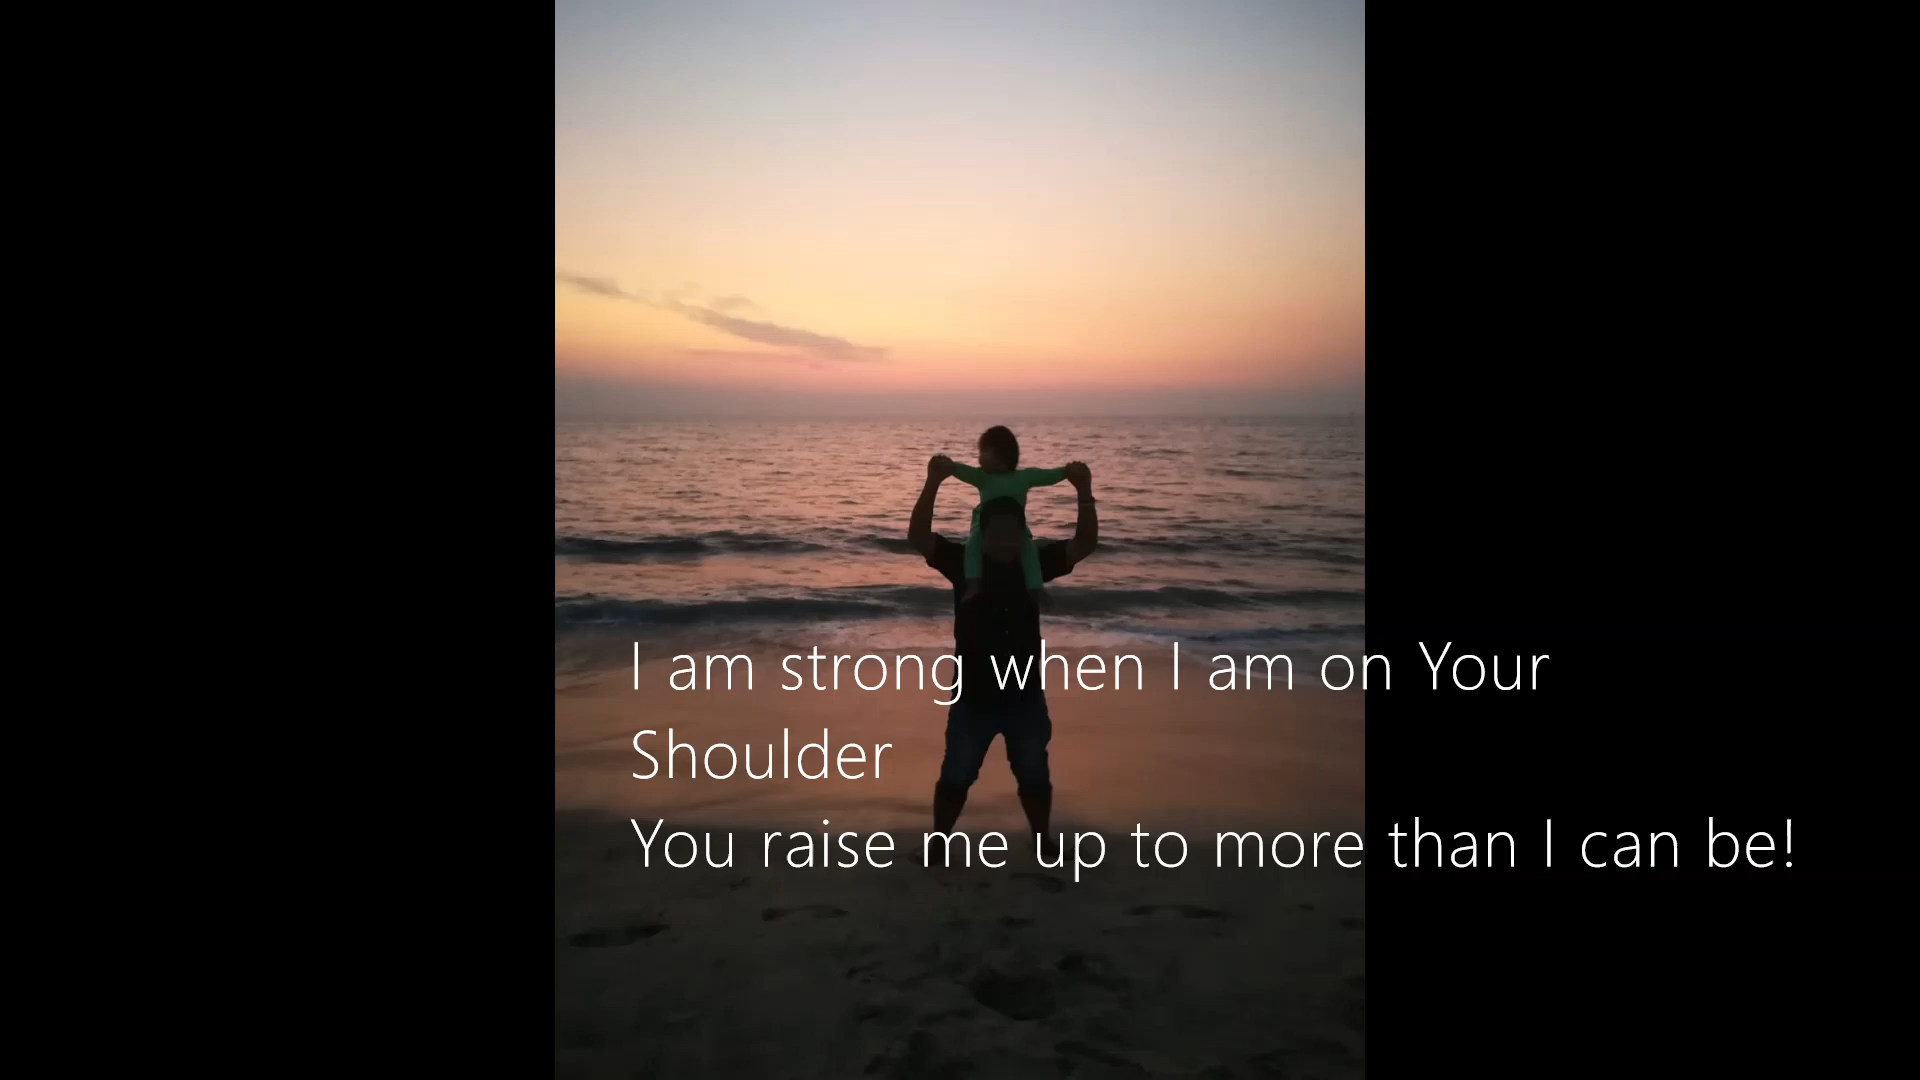 I am strong when I am on Your
Shoulder
You raise me up to more than I can be!